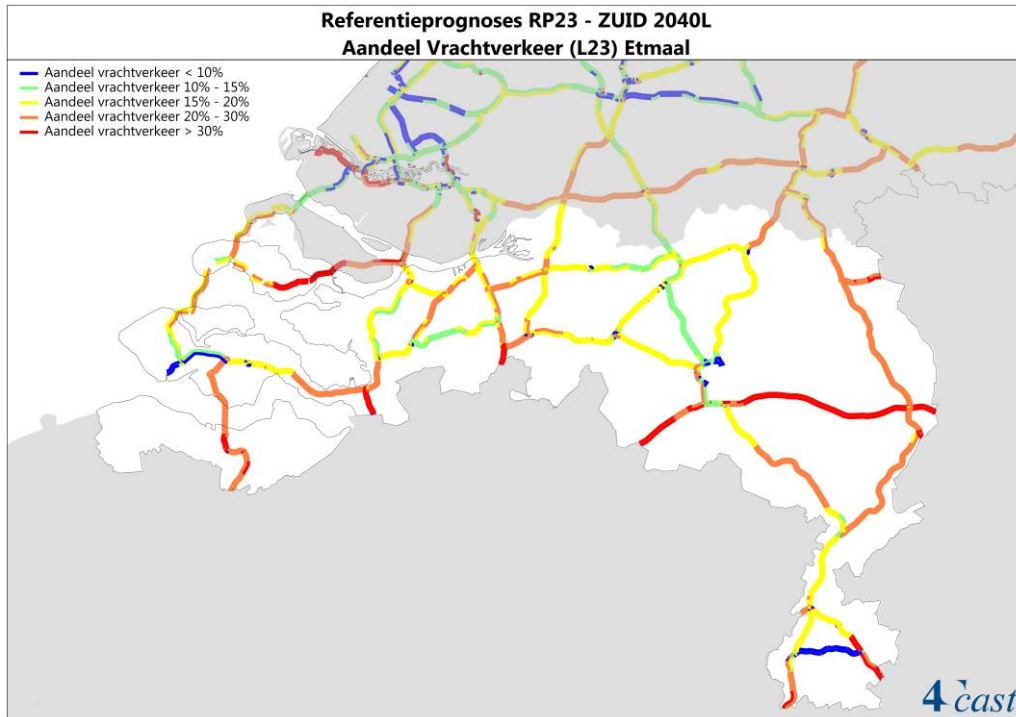 Referentieprognoses RP23 - ZUID 2040L
Aandeel Vrachtverkeer (L23) Etmaal
Aandeel vrachtverkeer < 10%
Aandeel vrachtverkeer 10% - 15%
Aandeel vrachtverkeer 15% - 20%
Aandeel vrachtverkeer 20% - 30%
Aandeel vrachtverkeer > 30%
4cast